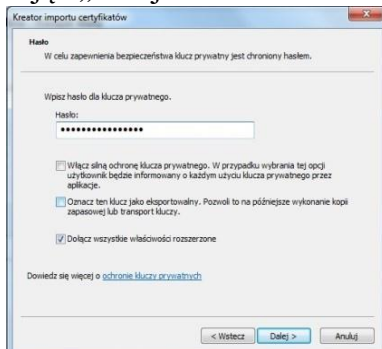 Kreator importu certyfikatów
Hasło
W celu zapewnienia bezpieczeństwa klucz prywatny jest chroniony hasłem.
Wpisz hasło dla klucza prywatnego.
Hasło:
••••••••••••••••
Włącz silną ochronę klucza prywatnego. W przypadku wybrania tej opcji
użytkownik będzie informowany o każdym użyciu klucza prywatnego przez
aplikacje.
Oznacz ten klucz jako eksportowalny. Pozwoli to na późniejsze wykonanie kopii
zapasowej lub transport kluczy.
Dołącz wszystkie właściwości rozszerzone
Dowiedz się więcej o ochronie kluczy prywatnych
< Wstecz Dalej > Anuluj